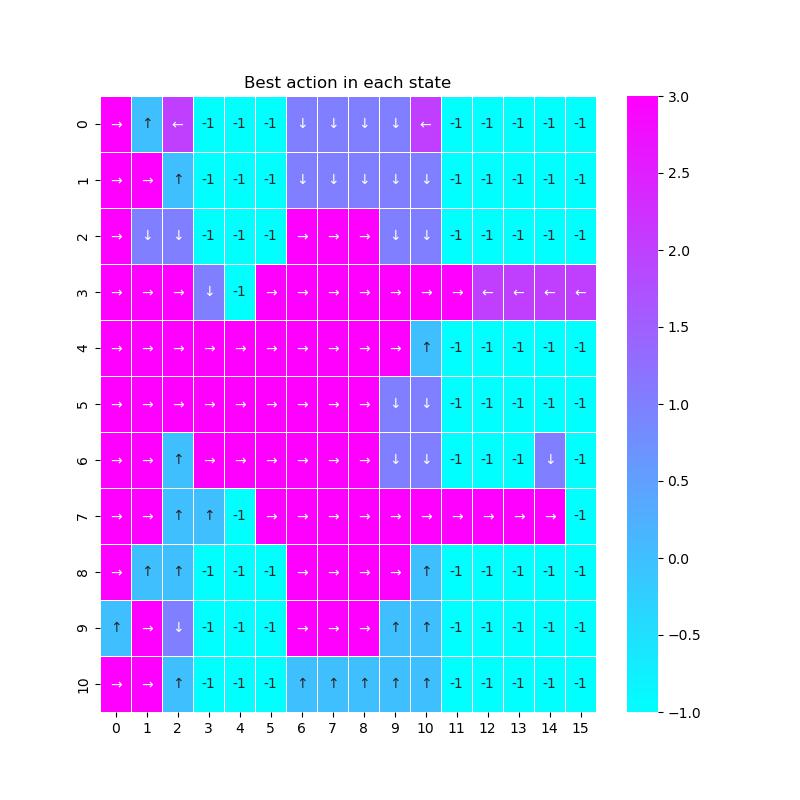 Best action in each state
0 → ↑ ← -1 -1 -1 ↓ ↓ ↓ ↓ ← -1 -1 -1 -1 -1
1 → → ↑ -1 -1 -1 ↓ ↓ ↓ ↓ ↓ -1 -1 -1 -1 -1
2 → ↓ ↓ -1 -1 -1 → → → ↓ ↓ -1 -1 -1 -1 -1
3 → → → ↓ -1 → → → → → → → ← ← ← ←
4 → → → → → → → → → → ↑ -1 -1 -1 -1 -1
5 → → → → → → → → → ↓ ↓ -1 -1 -1 -1 -1
6 → → ↑ → → → → → → ↓ ↓ -1 -1 -1 ↓ -1
7 → → ↑ ↑ -1 → → → → → → → → → → -1
8 → ↑ ↑ -1 -1 -1 → → → → ↑ -1 -1 -1 -1 -1
9 ↑ → ↓ -1 -1 -1 → → → ↑ ↑ -1 -1 -1 -1 -1
10 → → ↑ -1 -1 -1 ↑ ↑ ↑ ↑ ↑ -1 -1 -1 -1 -1
0 1 2 3 4 5 6 7 8 9 10 11 12 13 14 15
3.0
2.5
2.0
1.5
1.0
0.5
0.0
−0.5
−1.0